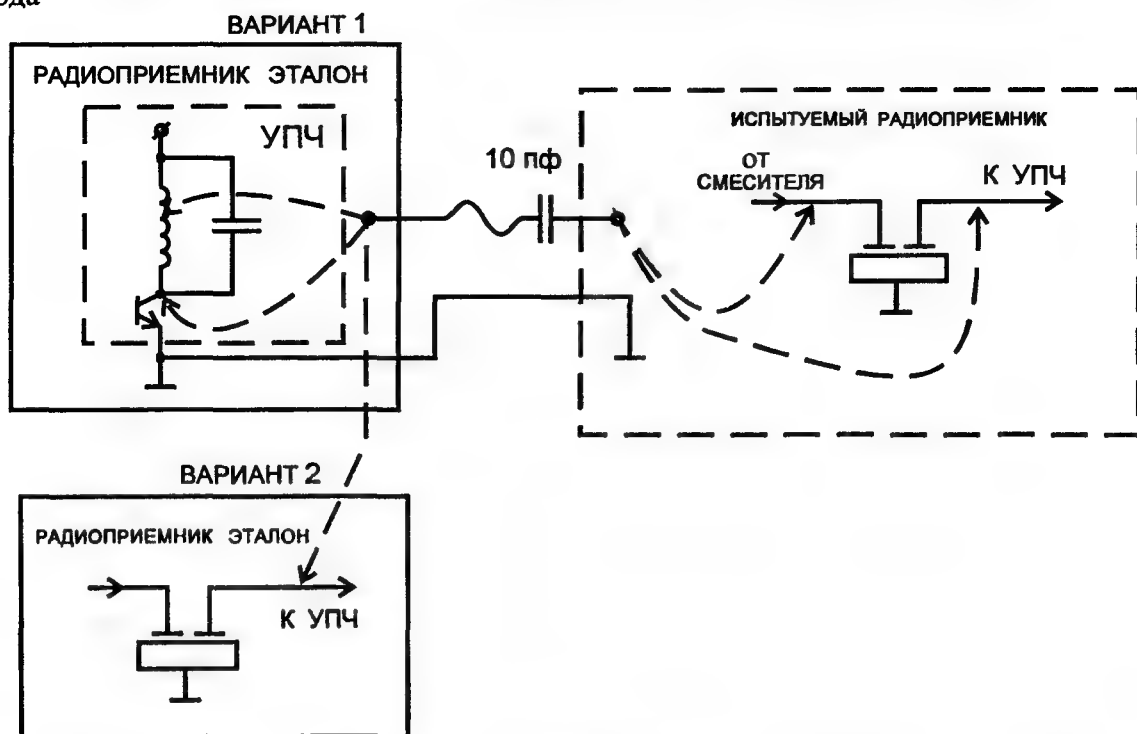 ВАРИАНТ 1
РАДИОПРИЕМНИК ЭТАЛОН
УПЧ
10 пф
ИСПЫТУЕМЫЙ РАДИОПРИЕМНИК
ОТ
СМЕСИТЕЛЯ
К УПЧ
ВАРИАНТ 2
РАДИОПРИЕМНИК ЭТАЛОН
К УПЧ